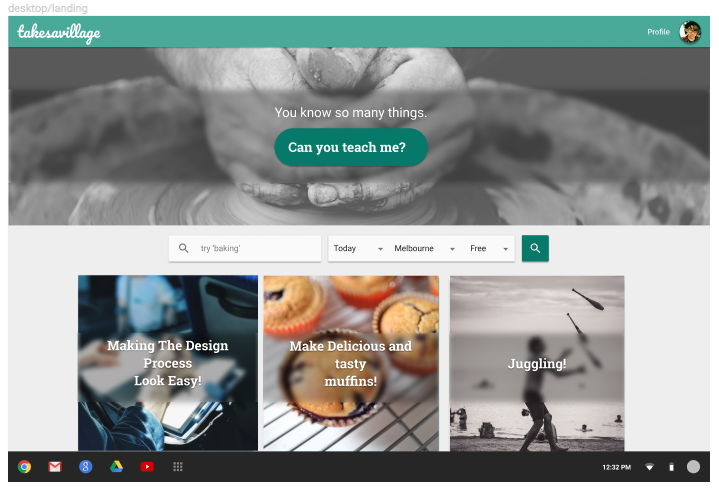 desktop/landing
takesavillage
Profile
You know so many things.
Can you teach me?
try 'baking'
Today
Melbourne
Free
Making The Design
Process
Look Easy!
Make Delicious and
tasty
muffins!
Juggling!
12:32 PM